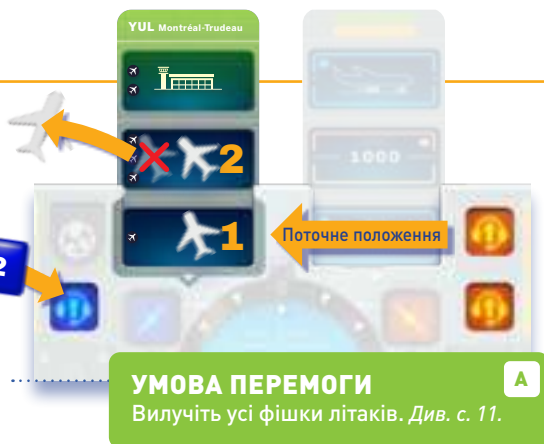 YUL Montréal-Trudeau
1000
2
1
Поточне положення
2
УМОВА ПЕРЕМОГИ
A
Вилучіть усі фішки літаків. Див. с. 11.